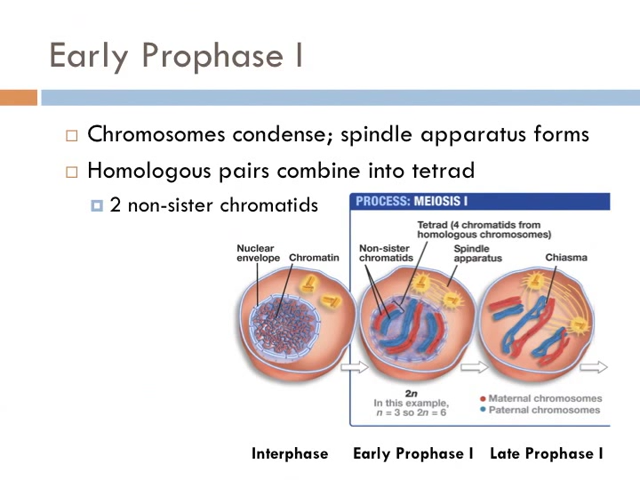 Early Prophase I
Chromosomes condense; spindle apparatus forms
Homologous pairs combine into tetrad
2 non-sister chromatids
PROCESS: MEIOSIS I
Tetrad (4 chromatids from
homologous chromosomes)
Nuclear
envelope
Chromatin
Non-sister
chromatids
Spindle
apparatus
Chiasma
2n
In this example,
n = 3 so 2n = 6
Maternal chromosomes
Paternal chromosomes
Interphase
Early Prophase I
Late Prophase I